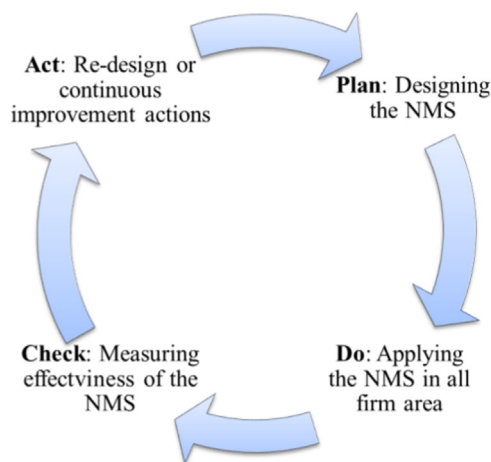 Act: Re-design or
continuous
improvement actions
Plan: Designing
the NMS
Do: Applying
the NMS in all
firm area
Check: Measuring
effectviness of the
NMS